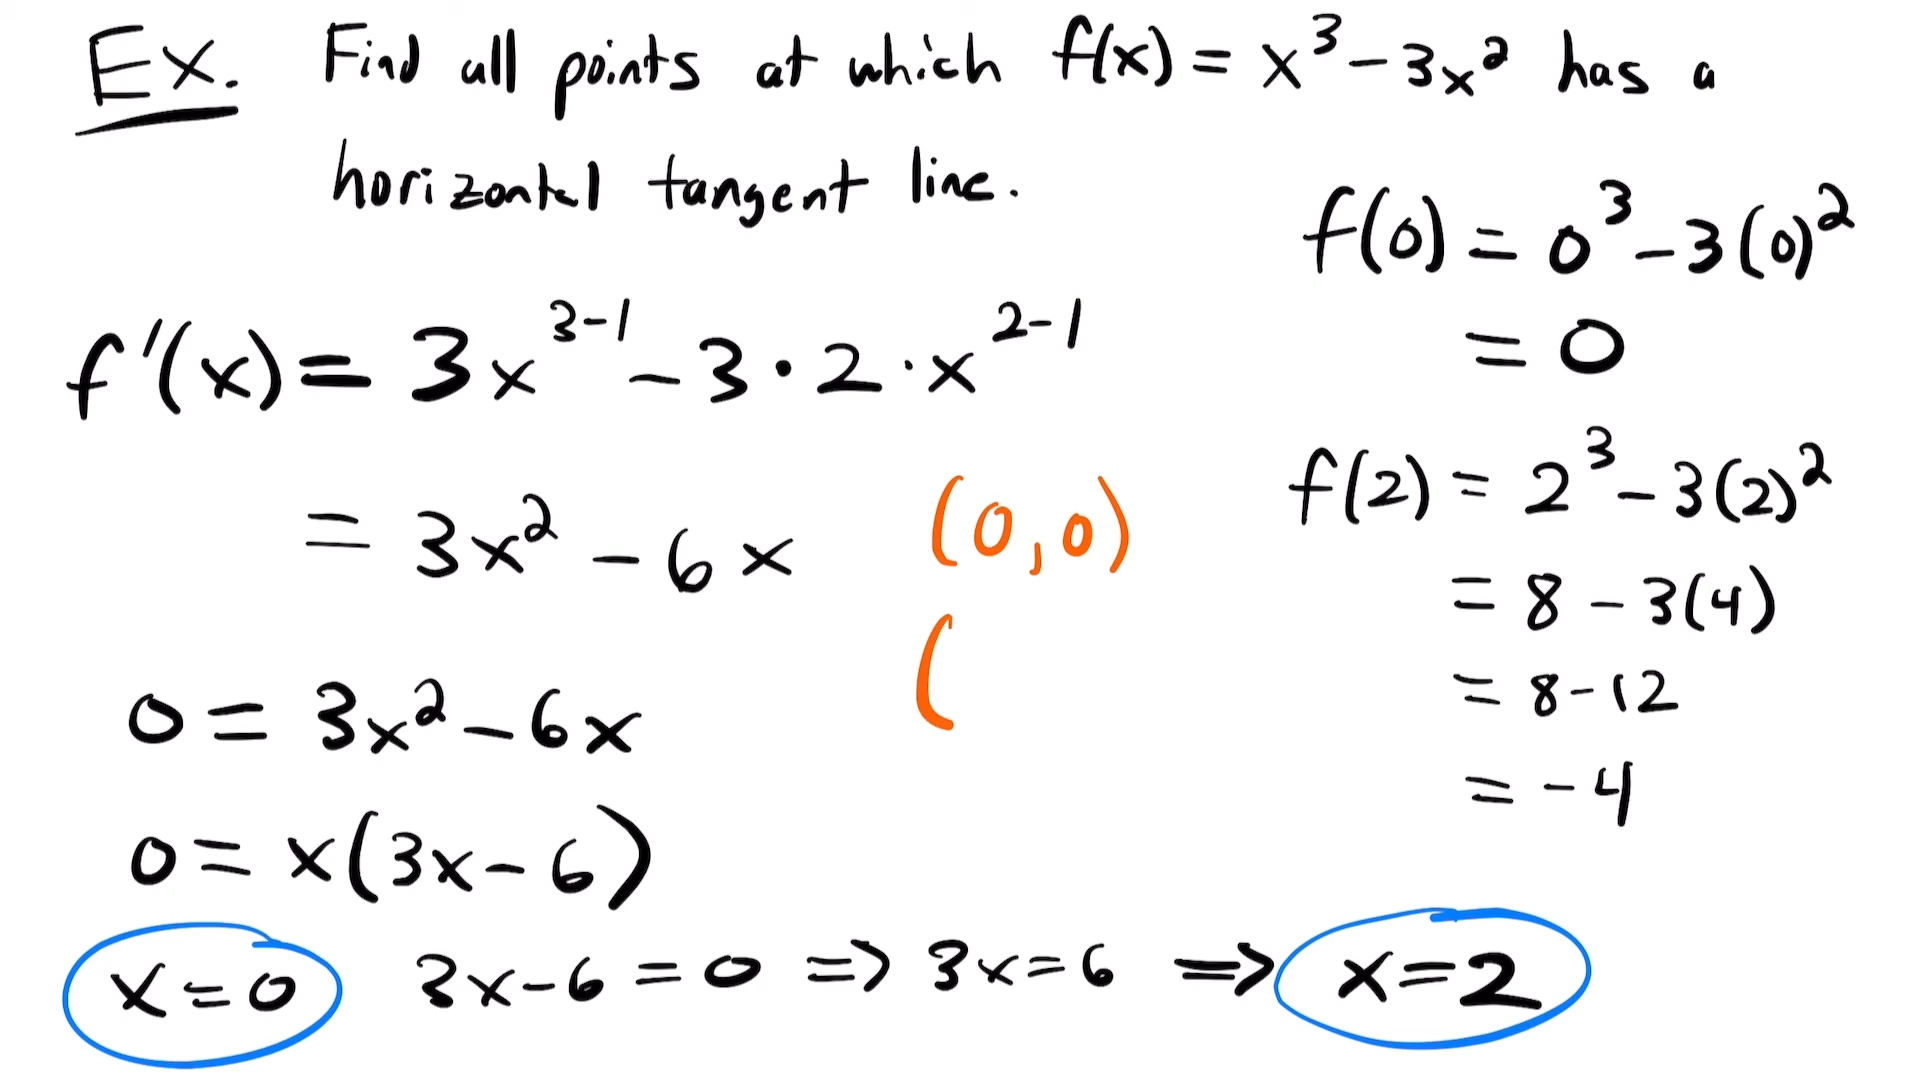 Ex. Find all points at which f(x) = x³ - 3x² has a
horizontal tangent line.
f'(x) = 3x³⁻¹ - 3 · 2 · x²⁻¹
= 3x² - 6x
0 = 3x² - 6x
0 = x(3x - 6)
x = 0 3x - 6 = 0 => 3x = 6 => x = 2
(0, 0)
(
f(0) = 0³ - 3(0)²
= 0
f(2) = 2³ - 3(2)²
= 8 - 3(4)
= 8 - 12
= -4